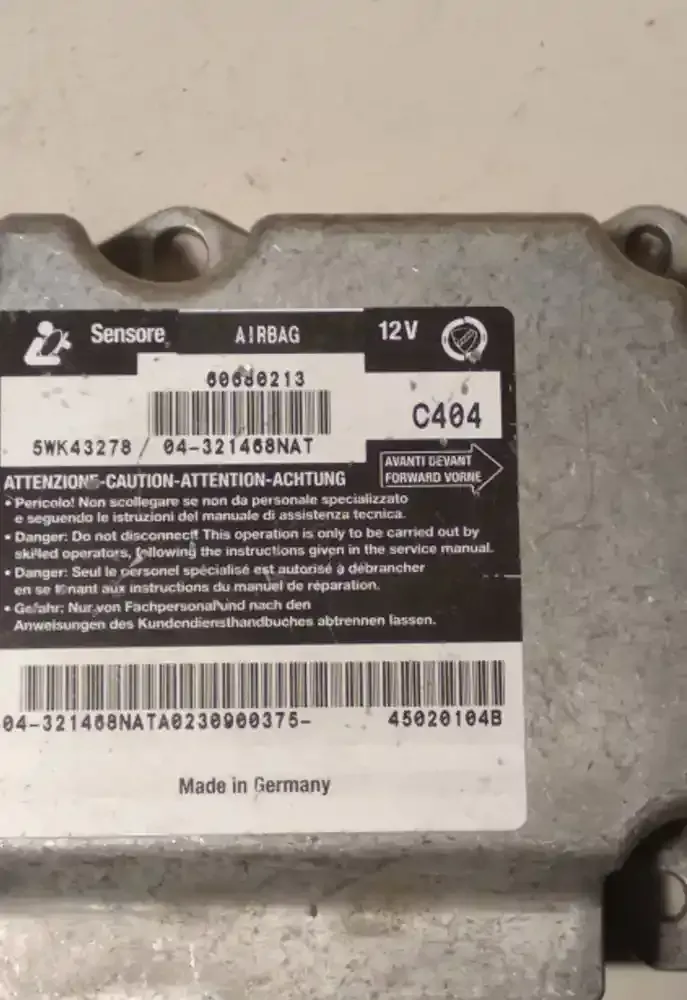 Sensore AIRBAG 12V
60680213
C404
5WK43278 / 04-321468NAT
AVANTI DEVANT
FORWARD VORNE
ATTENZIONE-CAUTION-ATTENTION-ACHTUNG
• Pericolo! Non scollegare se non da personale specializzato
e seguendo le istruzioni del manuale di assistenza tecnica.
• Danger: Do not disconnect! This operation is only to be carried out by
skilled operators, following the instructions given in the service manual.
• Danger: Seul le personel spécialisé est autorisé à débrancher
en se tenant aux instructions du manuel de réparation.
• Gefahr: Nur von Fachpersonal und nach den
Anweisungen des Kundendiensthandbuches abtrennen lassen.
04-321468NATA0230900375- 45020104B
Made in Germany